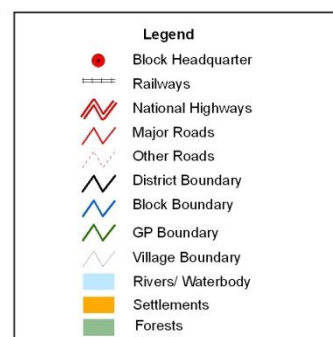 Legend
Block Headquarter
Railways
National Highways
Major Roads
Other Roads
District Boundary
Block Boundary
GP Boundary
Village Boundary
Rivers/ Waterbody
Settlements
Forests